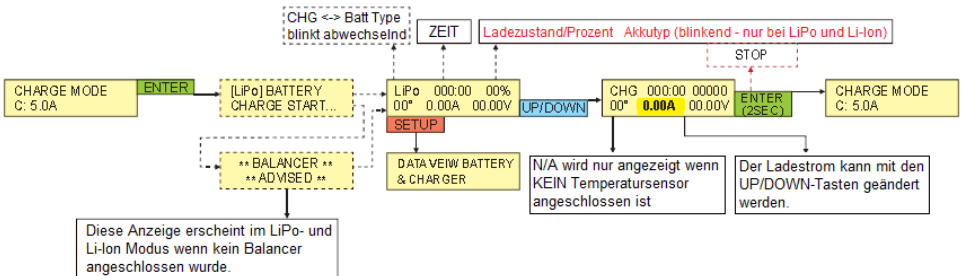 CHG <-> Batt Type
blinkt abwechselnd
ZEIT
Ladezustand/Prozent Akkutyp (blinkend - nur bei LiPo und Li-Ion)
STOP
CHARGE MODE
C: 5.0A
ENTER
[LiPo] BATTERY
CHARGE START...
LiPo 000:00 00%
00" 0.00A 00.00V
UP/DOWN
CHG 000:00 00000
00" 0.00A 00.00V
ENTER
(2SEC)
CHARGE MODE
C: 5.0A
SETUP
** BALANCER **
** ADVISED **
DATA VEIW BATTERY
& CHARGER
N/A wird nur angezeigt wenn
KEIN Temperatursensor
angeschlossen ist
Der Ladestrom kann mit den
UP/DOWN-Tasten geändert
werden.
Diese Anzeige erscheint im LiPo- und
Li-Ion Modus wenn kein Balancer
angeschlossen wurde.